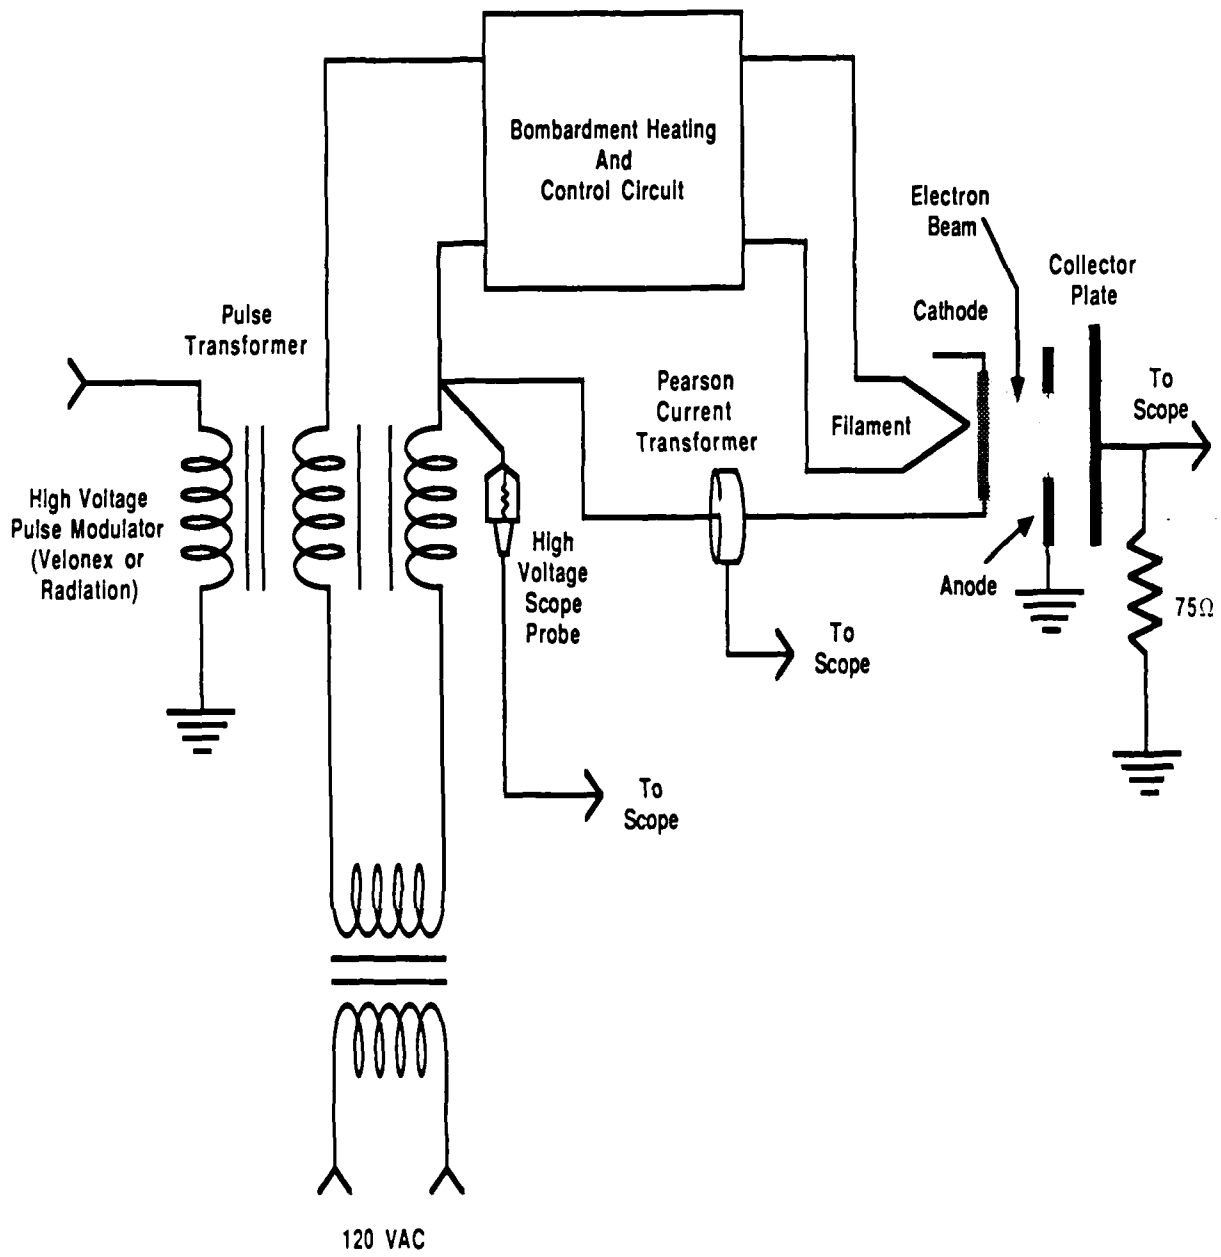 Bombardment Heating
And
Control Circuit
Electron
Beam
Collector
Plate
Cathode
Pulse
Transformer
Pearson
Current
Transformer
Filament
To
Scope
High Voltage
Pulse Modulator
(Velonex or
Radiation)
High
Voltage
Scope
Probe
Anode
75Ω
To
Scope
To
Scope
120 VAC